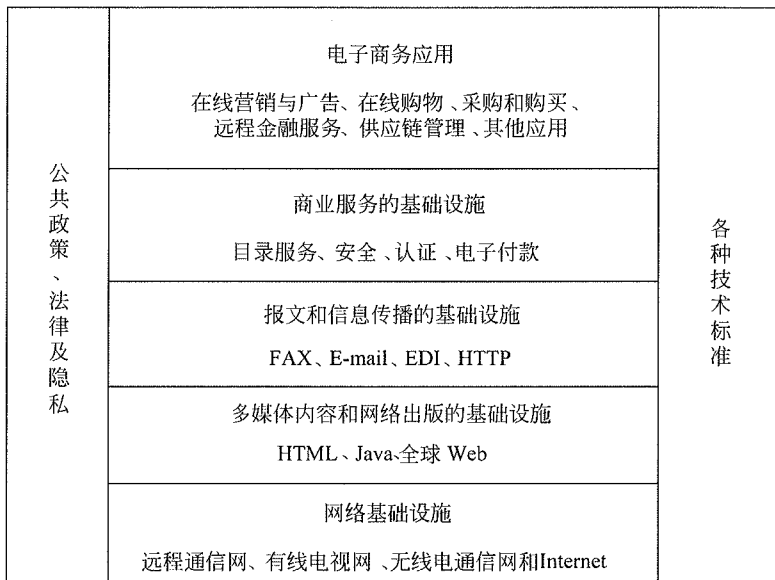 公共政策、法律及隐私
电子商务应用
在线营销与广告、在线购物、采购和购买、
远程金融服务、供应链管理、其他应用
商业服务的基础设施
目录服务、安全、认证、电子付款
报文和信息传播的基础设施
FAX、E-mail、EDI、HTTP
多媒体内容和网络出版的基础设施
HTML、Java、全球 Web
网络基础设施
远程通信网、有线电视网、无线电通信网和Internet
各种技术标准